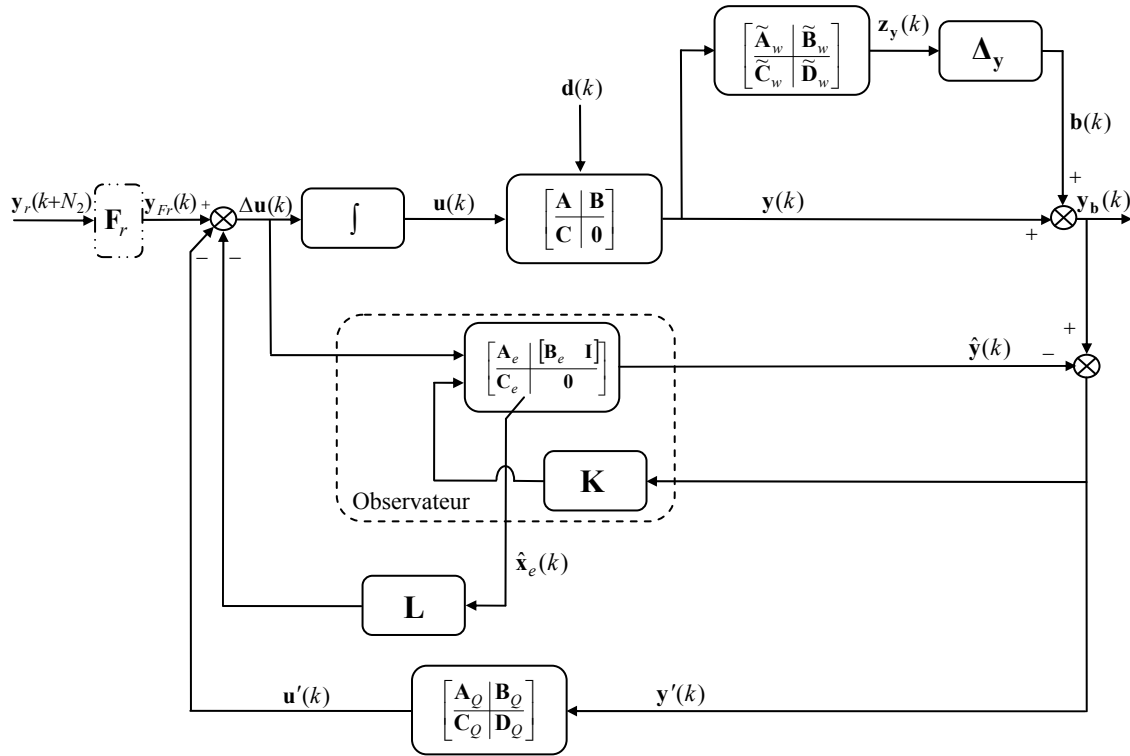 Ã_w | B̃_w
C̃_w | D̃_w
z_y(k)
Δ_y
d(k)
b(k)
y_r(k+N_2)
F_r
y_Fr(k)
+
Δu(k)
∫
u(k)
A | B
C | 0
y(k)
+
+
y_b(k)
−
−
A_e | [B_e I]
C_e | 0
ŷ(k)
+
−
K
Observateur
x̂_e(k)
L
u′(k)
A_Q | B_Q
C_Q | D_Q
y′(k)